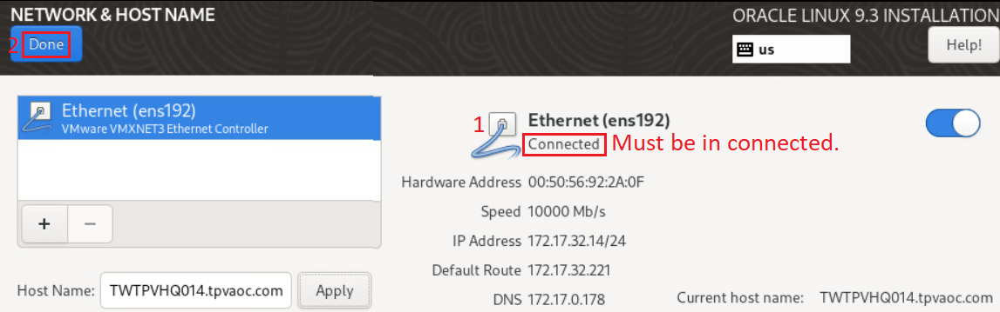 NETWORK & HOST NAME
ORACLE LINUX 9.3 INSTALLATION
2 Done
us
Help!
Ethernet (ens192)
VMware VMXNET3 Ethernet Controller
+ −
Host Name: TWTPVHQ014.tpvaoc.com Apply
1 Ethernet (ens192)
Connected Must be in connected.
Hardware Address 00:50:56:92:2A:0F
Speed 10000 Mb/s
IP Address 172.17.32.14/24
Default Route 172.17.32.221
DNS 172.17.0.178
Current host name: TWTPVHQ014.tpvaoc.com